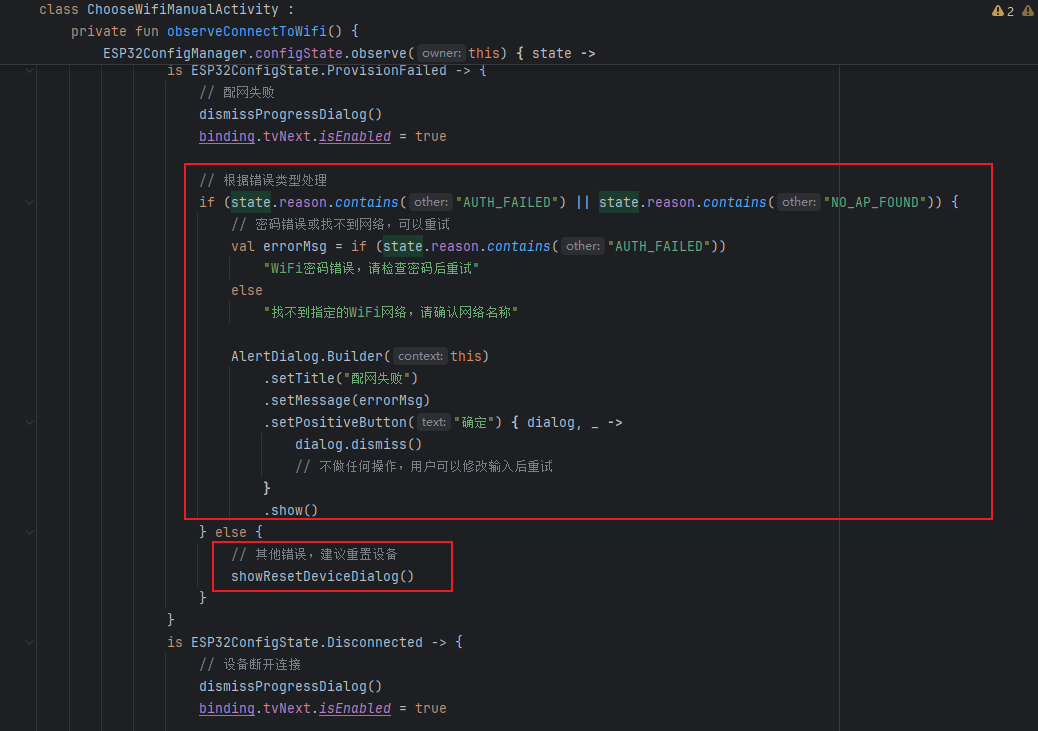 class ChooseWifiManualActivity :
2
private fun observeConnectToWifi() {
ESP32ConfigManager.configState.observe( owner: this) { state ->
is ESP32ConfigState.ProvisionFailed -> {
// 配网失败
dismissProgressDialog()
binding.tvNext.isEnabled = true
// 根据错误类型处理
if (state.reason.contains( other: "AUTH_FAILED") || state.reason.contains( other: "NO_AP_FOUND")) {
// 密码错误或找不到网络，可以重试
val errorMsg = if (state.reason.contains( other: "AUTH_FAILED"))
"WiFi密码错误，请检查密码后重试"
else
"找不到指定的WiFi网络，请确认网络名称"
AlertDialog.Builder( context: this)
.setTitle("配网失败")
.setMessage(errorMsg)
.setPositiveButton( text: "确定") { dialog, _ ->
dialog.dismiss()
// 不做任何操作，用户可以修改输入后重试
}
.show()
} else {
// 其他错误，建议重置设备
showResetDeviceDialog()
}
}
is ESP32ConfigState.Disconnected -> {
// 设备断开连接
dismissProgressDialog()
binding.tvNext.isEnabled = true